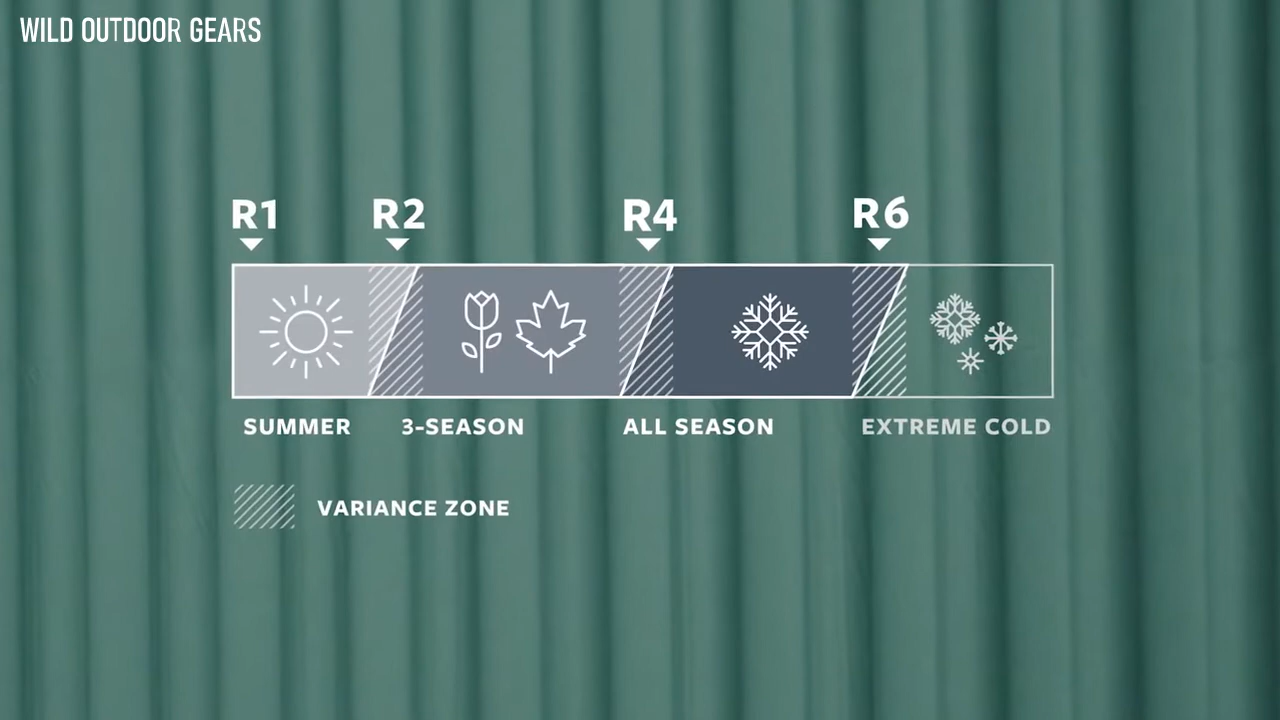 WILD OUTDOOR GEARS
R1 R2 R4 R6
SUMMER 3-SEASON ALL SEASON EXTREME COLD
VARIANCE ZONE